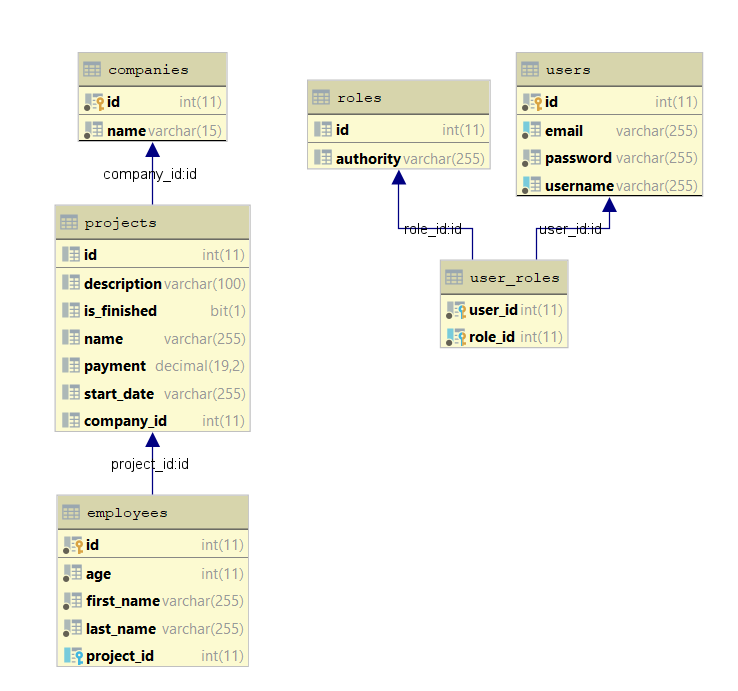 companies
id int(11)
name varchar(15)
company_id:id
projects
id int(11)
description varchar(100)
is_finished bit(1)
name varchar(255)
payment decimal(19,2)
start_date varchar(255)
company_id int(11)
project_id:id
employees
id int(11)
age int(11)
first_name varchar(255)
last_name varchar(255)
project_id int(11)
roles
id int(11)
authority varchar(255)
users
id int(11)
email varchar(255)
password varchar(255)
username varchar(255)
role_id:id
user_id:id
user_roles
user_id int(11)
role_id int(11)